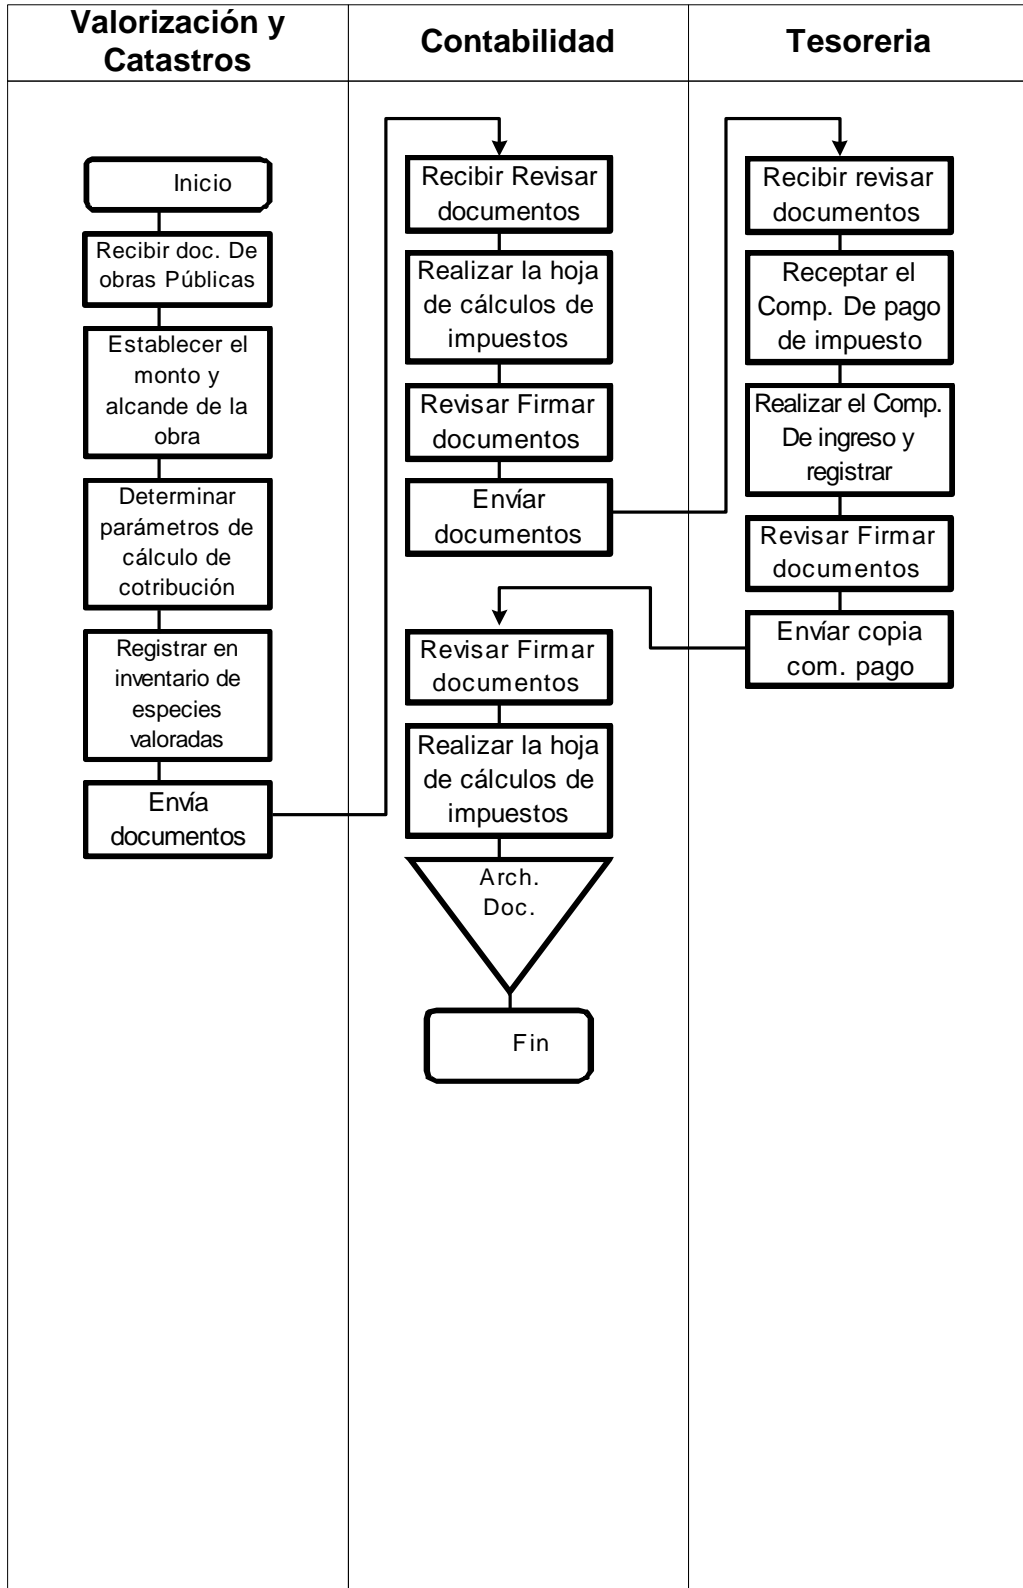 Valorización y
Catastros
Contabilidad
Tesoreria
Inicio
Recibir doc. De
obras Públicas
Establecer el
monto y
alcande de la
obra
Determinar
parámetros de
cálculo de
cotribución
Registrar en
inventario de
especies
valoradas
Envía
documentos
Recibir Revisar
documentos
Realizar la hoja
de cálculos de
impuestos
Revisar Firmar
documentos
Envíar
documentos
Recibir revisar
documentos
Receptar el
Comp. De pago
de impuesto
Realizar el Comp.
De ingreso y
registrar
Revisar Firmar
documentos
Envíar copia
com. pago
Revisar Firmar
documentos
Realizar la hoja
de cálculos de
impuestos
Arch.
Doc.
Fin